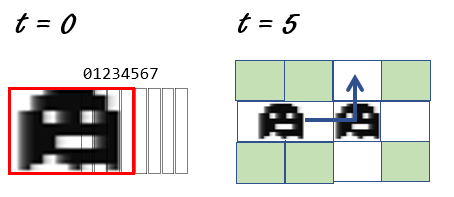 t = 0
t = 5
01234567